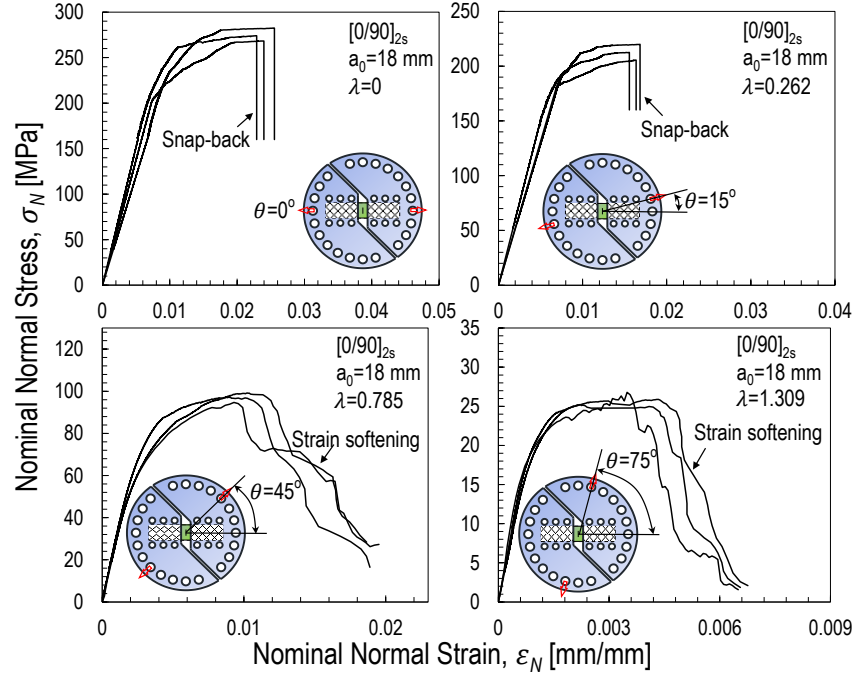 Nominal Normal Stress, σ_N [MPa]
300
250
200
150
100
50
0
[0/90]₂ₛ
a₀=18 mm
λ=0
Snap-back
θ=0°
0 0.01 0.02 0.03 0.04 0.05
250
200
150
100
50
0
[0/90]₂ₛ
a₀=18 mm
λ=0.262
Snap-back
θ=15°
0 0.01 0.02 0.03 0.04
120
100
80
60
40
20
0
[0/90]₂ₛ
a₀=18 mm
λ=0.785
Strain softening
θ=45°
0 0.01 0.02
35
30
25
20
15
10
5
0
[0/90]₂ₛ
a₀=18 mm
λ=1.309
Strain softening
θ=75°
0 0.003 0.006 0.009
Nominal Normal Strain, ε_N [mm/mm]